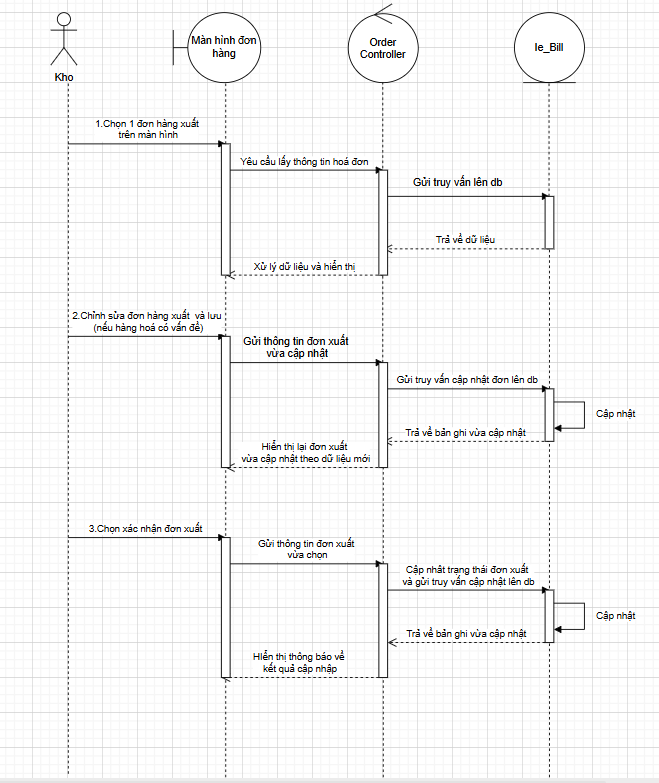 Kho
Màn hình đơn
hàng
Order
Controller
Ie_Bill
1.Chọn 1 đơn hàng xuất
trên màn hình
Yêu cầu lấy thông tin hoá đơn
Gửi truy vấn lên db
Trả về dữ liệu
Xử lý dữ liệu và hiển thị
2.Chỉnh sửa đơn hàng xuất và lưu
(nếu hàng hoá có vấn đề)
Gửi thông tin đơn xuất
vừa cập nhật
Gửi truy vấn cập nhật đơn lên db
Cập nhật
Trả về bản ghi vừa cập nhật
Hiển thị lại đơn xuất
vừa cập nhật theo dữ liệu mới
3.Chọn xác nhận đơn xuất
Gửi thông tin đơn xuất
vừa chọn
Cập nhât trạng thái đơn xuất
và gửi truy vấn cập nhật lên db
Cập nhật
Trả về bản ghi vừa cập nhật
HIển thị thông báo về
kết quả cập nhập